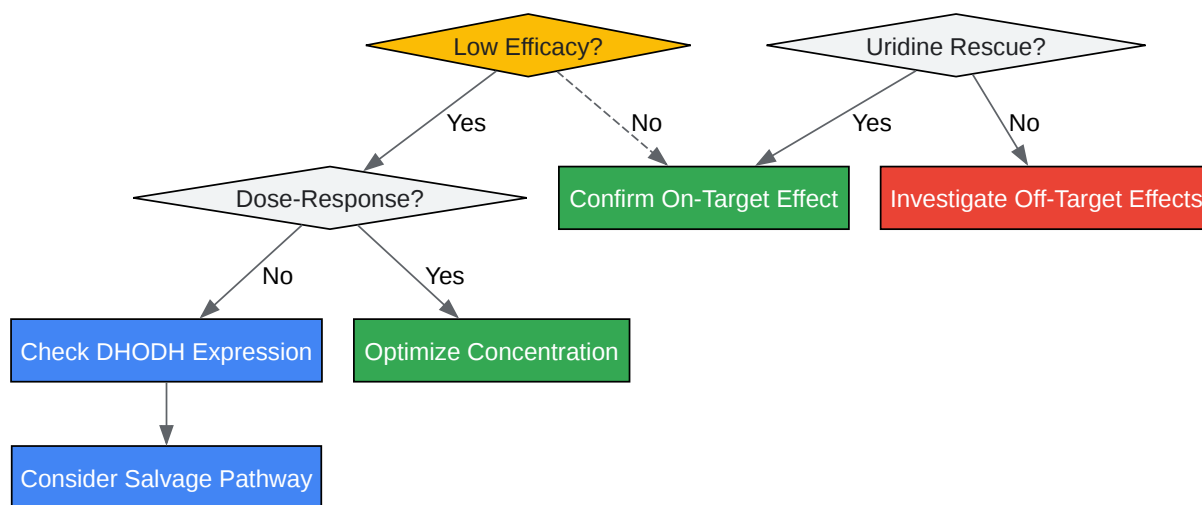 Low Efficacy?
Uridine Rescue?
Yes
No
Yes
No
Dose-Response?
Confirm On-Target Effect
Investigate Off-Target Effects
No
Yes
Check DHODH Expression
Optimize Concentration
Consider Salvage Pathway